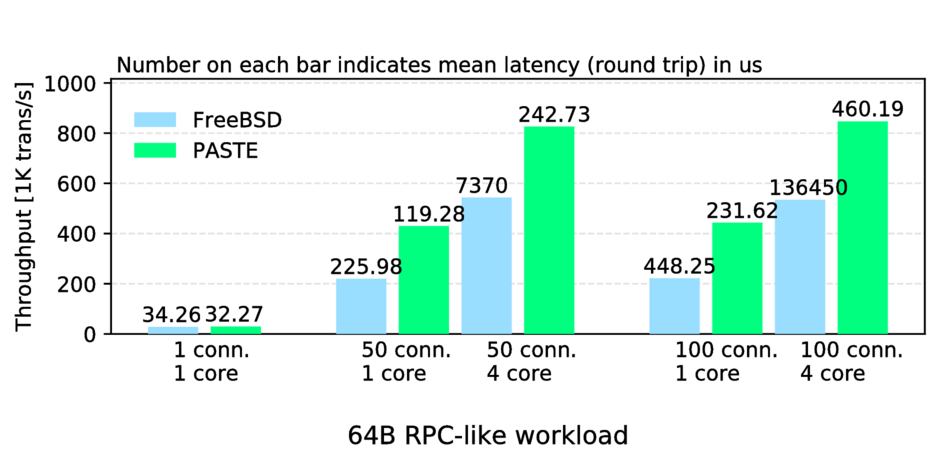 Number on each bar indicates mean latency (round trip) in us
Throughput [1K trans/s]
1000
800
600
400
200
0
FreeBSD
PASTE
34.26 32.27
225.98 119.28 7370 242.73
448.25 231.62 136450 460.19
1 conn. 50 conn. 50 conn. 100 conn. 100 conn.
1 core 1 core 4 core 1 core 4 core
64B RPC-like workload